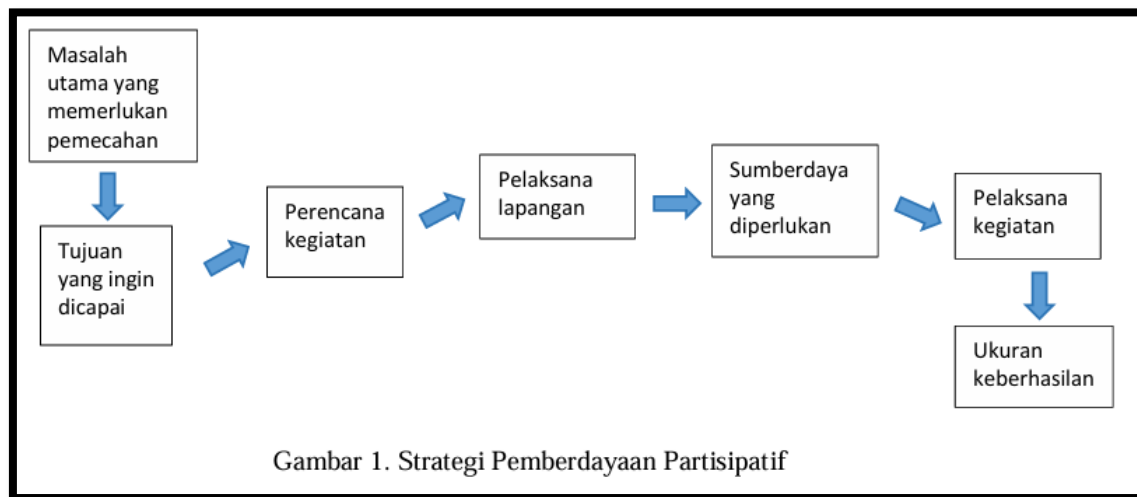 Masalah
utama yang
memerlukan
pemecahan
Tujuan
yang ingin
dicapai
Perencana
kegiatan
Pelaksana
lapangan
Sumberdaya
yang
diperlukan
Pelaksana
kegiatan
Ukuran
keberhasilan
Gambar 1. Strategi Pemberdayaan Partisipatif